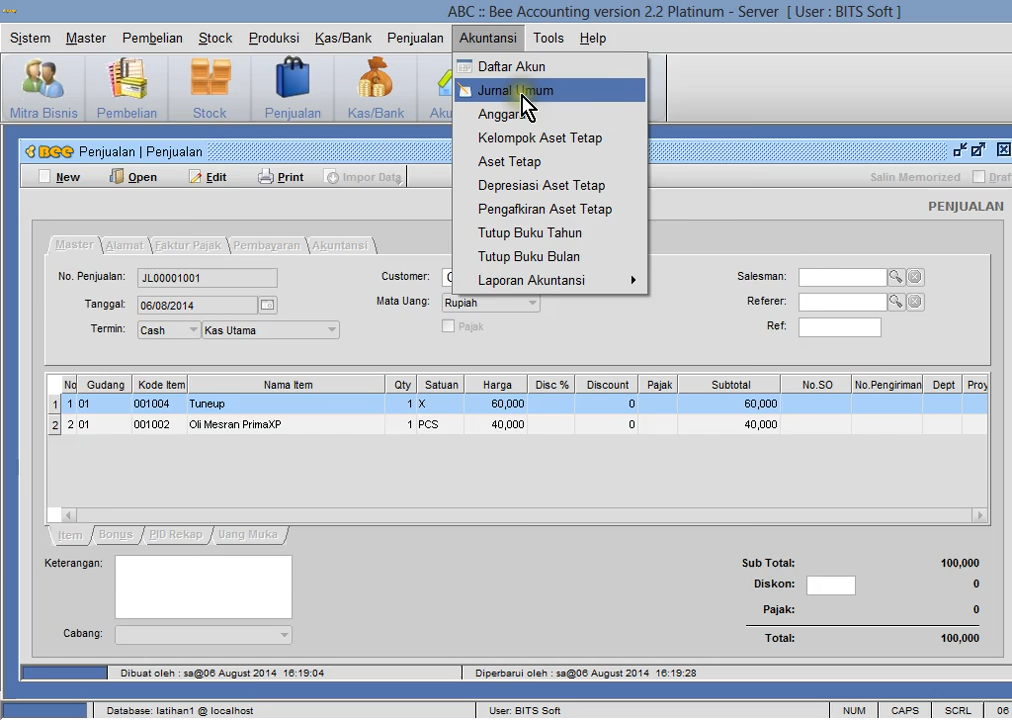 ABC :: Bee Accounting version 2.2 Platinum - Server [ User : BITS Soft ]
Sistem Master Pembelian Stock Produksi Kas/Bank Penjualan Akuntansi Tools Help
Mitra Bisnis Pembelian Stock Penjualan Kas/Bank
Daftar Akun
Jurnal Umum
Kelompok Aset Tetap
Aset Tetap
Depresiasi Aset Tetap
Pengafkiran Aset Tetap
Tutup Buku Tahun
Tutup Buku Bulan
Laporan Akuntansi
BEE Penjualan | Penjualan
New Open Edit Print Impor Data Salin Memorized
PENJUALAN
Master Alamat Faktur Pajak Pembayaran Akuntansi
No. Penjualan: JL00001001 Customer: Salesman:
Tanggal: 06/08/2014 Mata Uang: Rupiah Referer:
Termin: Cash Kas Utama Pajak Ref:
No Gudang Kode Item Nama Item Qty Satuan Harga Disc % Discount Pajak Subtotal No.SO No.Pengiriman Dept
1 1 01 001004 Tuneup 1 X 60,000 0 60,000
2 2 01 001002 Oli Mesran PrimaXP 1 PCS 40,000 0 40,000
Item Bonus PID Rekap Uang Muka
Keterangan: Sub Total: 100,000
Diskon: 0
Pajak: 0
Cabang: Total: 100,000
Dibuat oleh : sa@06 August 2014 16:19:04 Diperbarui oleh : sa@06 August 2014 16:19:28
Database: latihan1 @ localhost User: BITS Soft NUM CAPS SCRL 06